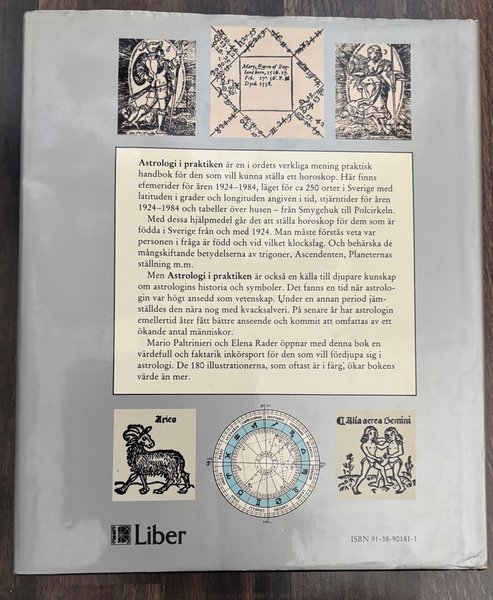 Mary, Queen of Eng-
land born, 1516. 17.
Feb. 17º. 56. P.M
Dyed 1558.
Astrologi i praktiken är en i ordets verkliga mening praktisk
handbok för den som vill kunna ställa ett horoskop. Här finns
efemerider för åren 1924–1984, läget för ca 250 orter i Sverige med
latituden i grader och longituden angiven i tid, stjärntider för åren
1924–1984 och tabeller över husen – från Smygehuk till Polcirkeln.
Med dessa hjälpmedel går det att ställa horoskop för dem som är
födda i Sverige från och med 1924. Man måste förstås veta var
personen i fråga är född och vid vilket klockslag. Och behärska de
mångskiftande betydelserna av trigoner, Ascendenten, Planeternas
ställning m.m.
Men Astrologi i praktiken är också en källa till djupare kunskap
om astrologins historia och symboler. Det fanns en tid när astrolo-
gin var högt ansedd som vetenskap. Under en annan period jäm-
ställdes den nära nog med kvacksalveri. På senare år har astrologin
emellertid åter fått bättre anseende och kommit att omfattas av ett
ökande antal människor.
Mario Paltrinieri och Elena Rader öppnar med denna bok en
värdefull och faktarik inkörsport för den som vill fördjupa sig i
astrologi. De 180 illustrationerna, som oftast är i färg, ökar bokens
värde än mer.
Aries
Alia aerea Gemini
Liber
ISBN 91-38-90181-1